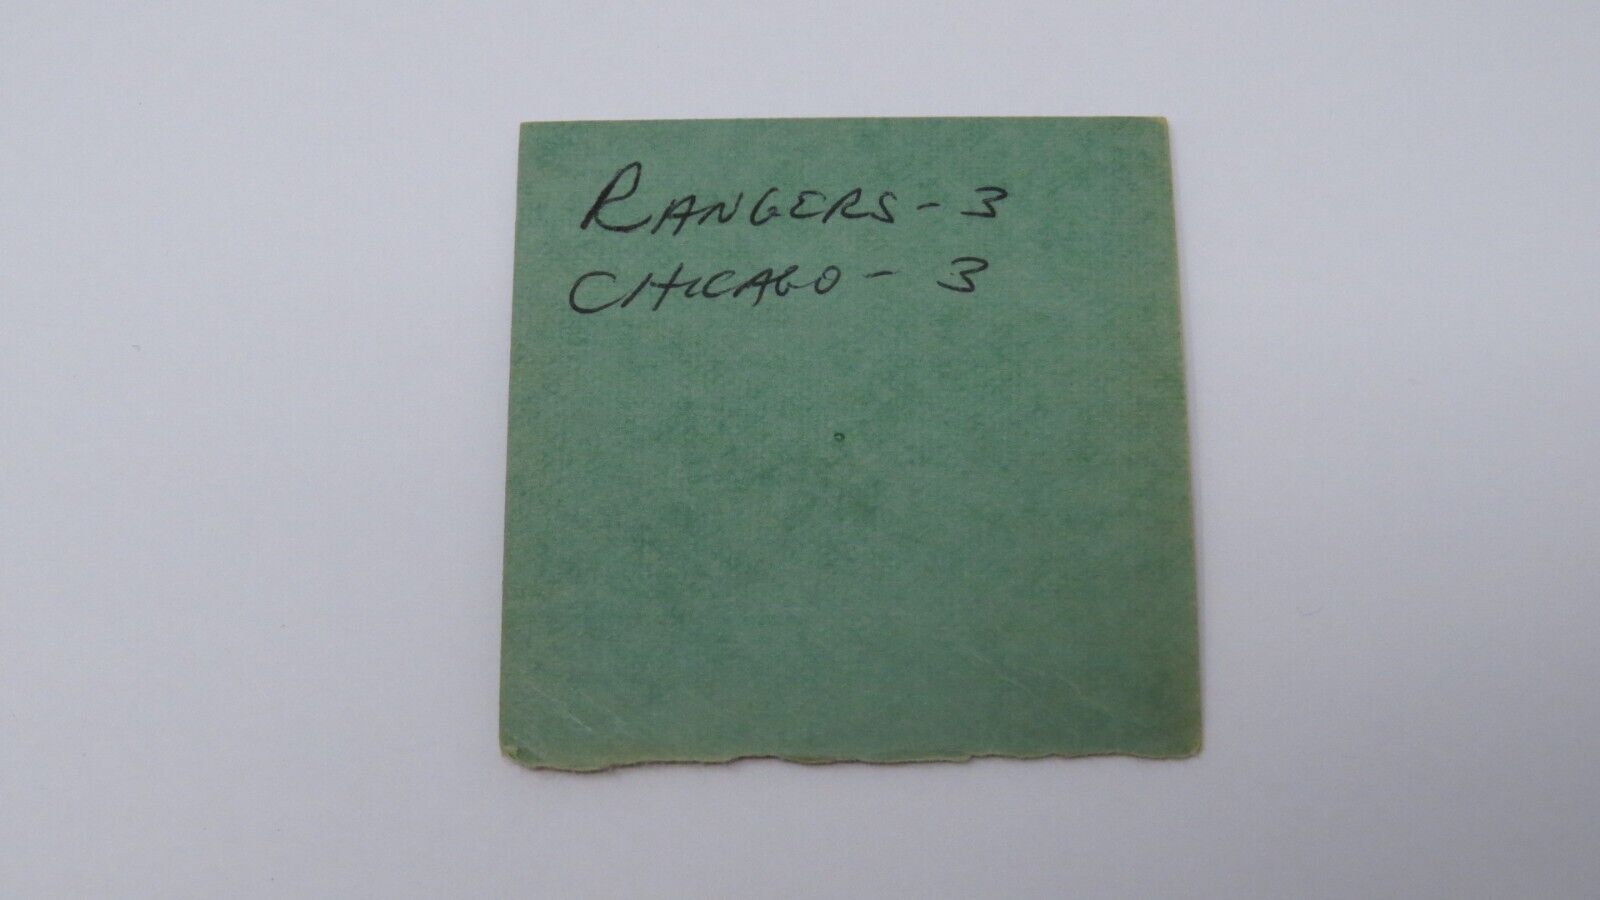 RANGERS - 3
CHICAGO - 3